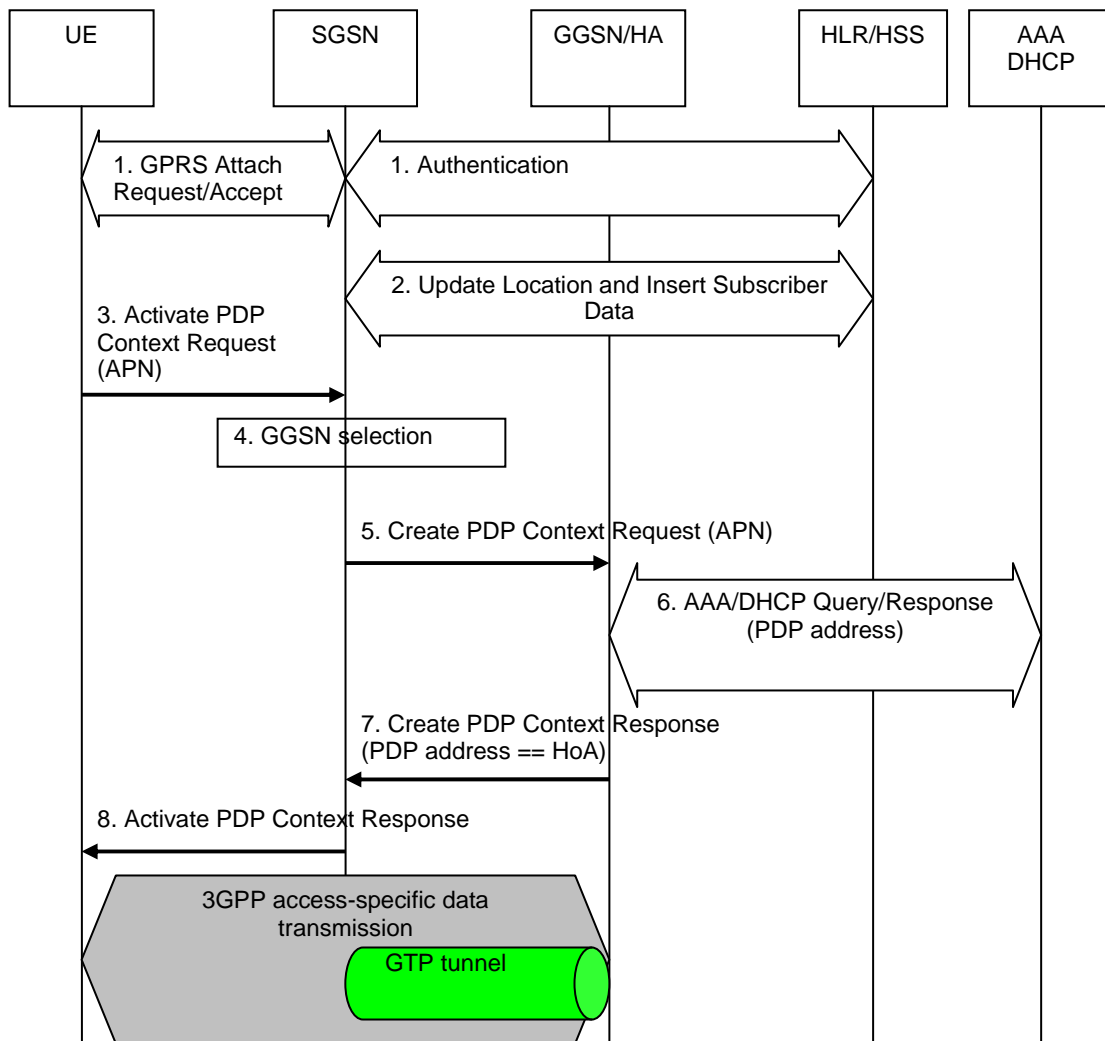 UE
SGSN
GGSN/HA
HLR/HSS
AAA
DHCP
1. GPRS Attach
Request/Accept
1. Authentication
2. Update Location and Insert Subscriber
Data
3. Activate PDP
Context Request
(APN)
4. GGSN selection
5. Create PDP Context Request (APN)
6. AAA/DHCP Query/Response
(PDP address)
7. Create PDP Context Response
(PDP address == HoA)
8. Activate PDP Context Response
3GPP access-specific data
transmission
GTP tunnel